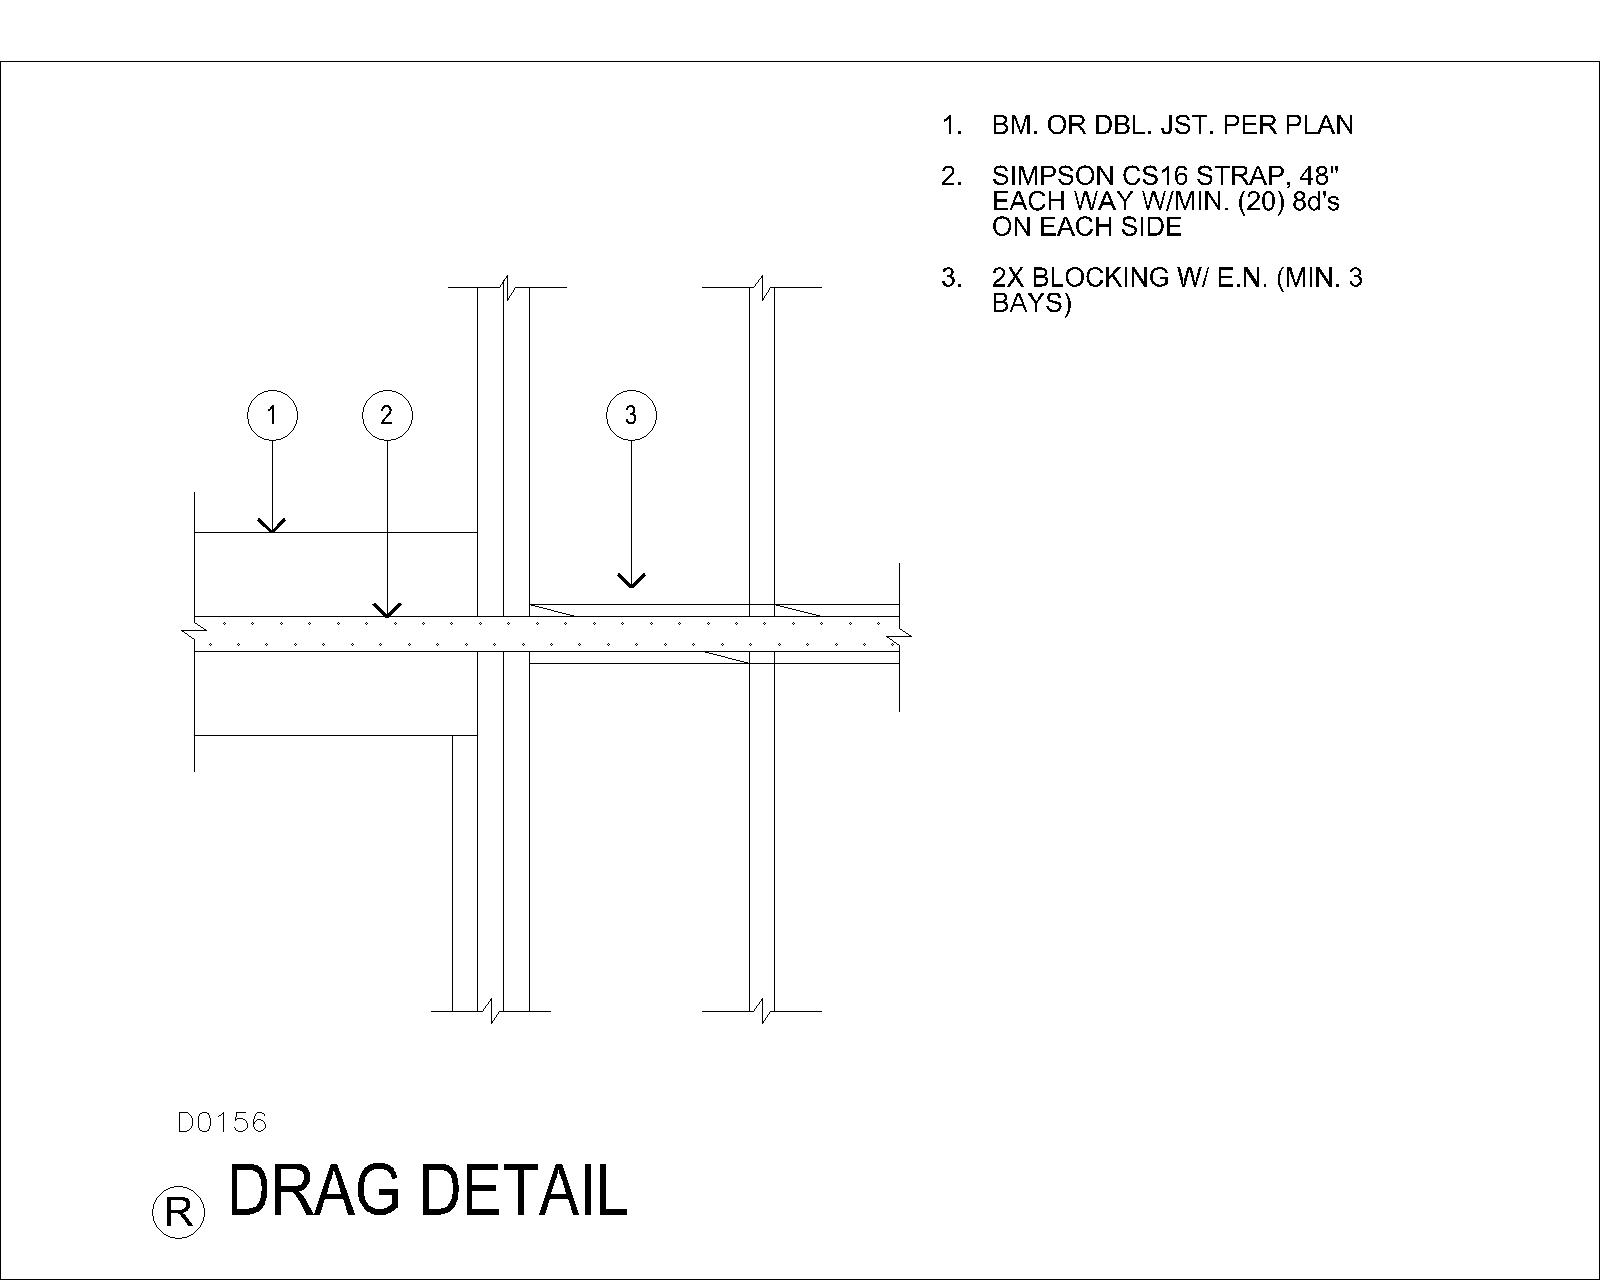 1. BM. OR DBL. JST. PER PLAN
2. SIMPSON CS16 STRAP, 48"
EACH WAY W/MIN. (20) 8d's
ON EACH SIDE
3. 2X BLOCKING W/ E.N. (MIN. 3
BAYS)
1 2 3
D0156
R DRAG DETAIL